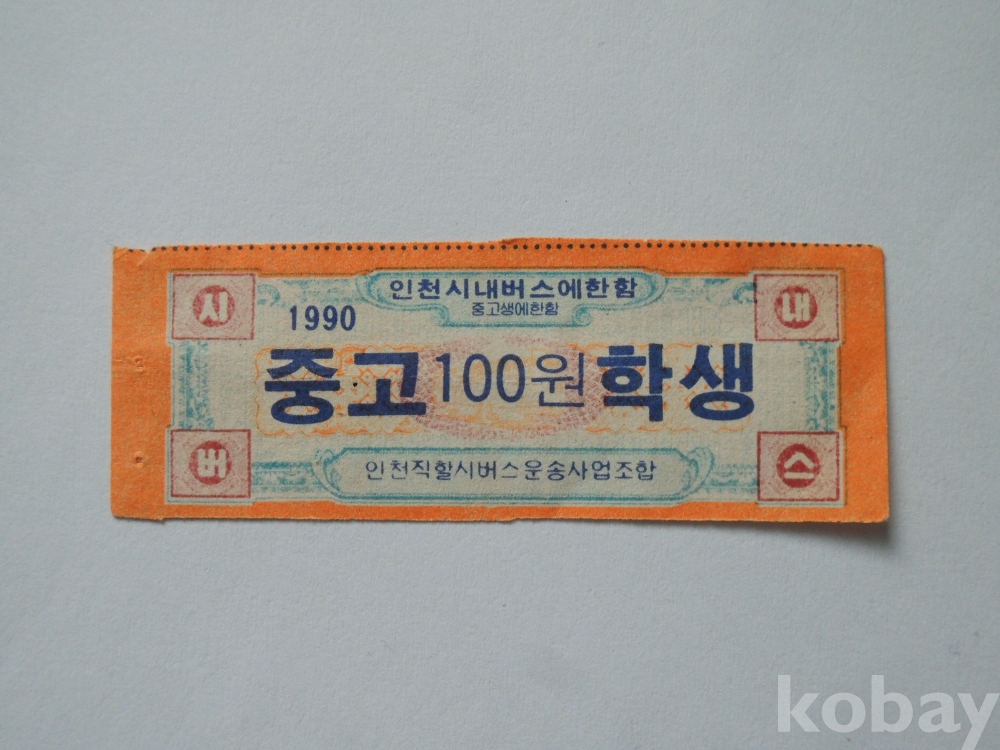 인천시내버스에한함
중고생에한함
시
내
1990
중고 100원 학생
인천직할시버스운송사업조합
버
스
kobay